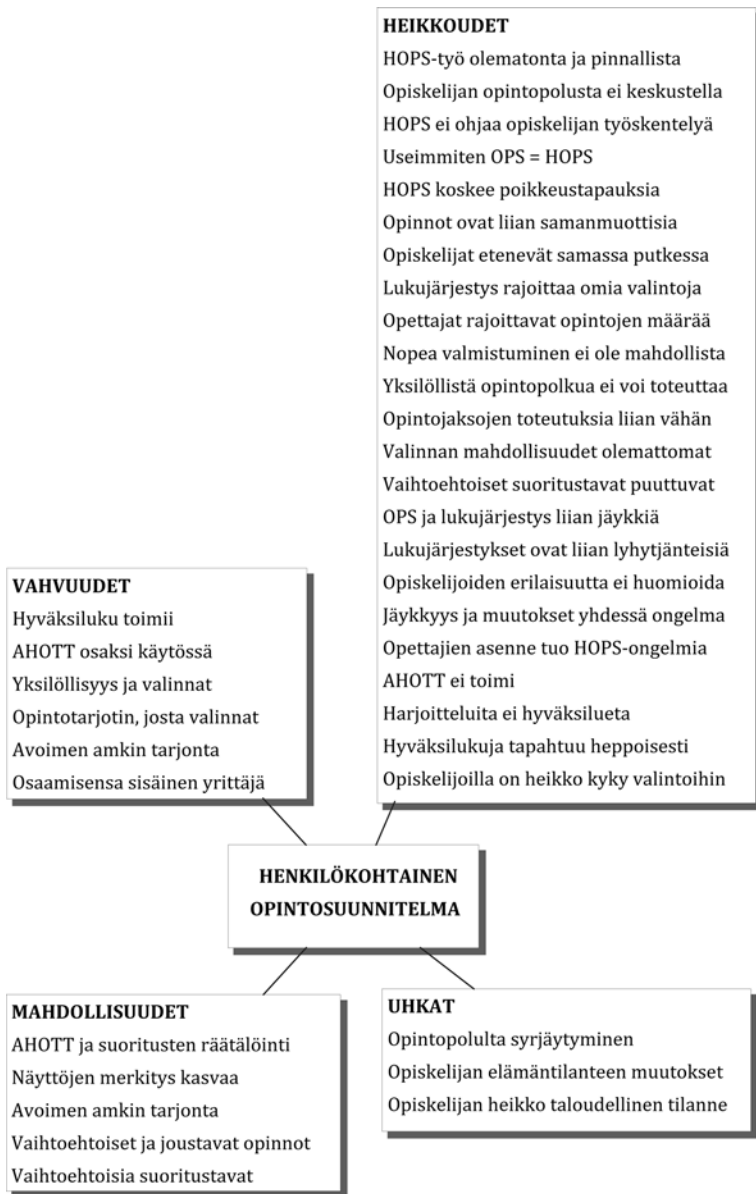 HEIKKOUDET
HOPS-työ olematonta ja pinnallista
Opiskelijan opintopolusta ei keskustella
HOPS ei ohjaa opiskelijan työskentelyä
Useimmiten OPS = HOPS
HOPS koskee poikkeustapauksia
Opinnot ovat liian samanmuottisia
Opiskelijat etenevät samassa putkessa
Lukujärjestys rajoittaa omia valintoja
Opettajat rajoittavat opintojen määrää
Nopea valmistuminen ei ole mahdollista
Yksilöllistä opintopolkua ei voi toteuttaa
Opintojaksojen toteutuksia liian vähän
Valinnan mahdollisuudet olemattomat
Vaihtoehtoiset suoritustavat puuttuvat
OPS ja lukujärjestys liian jäykkiä
Lukujärjestykset ovat liian lyhytjänteisiä
Opiskelijoiden erilaisuutta ei huomioida
Jäykkyys ja muutokset yhdessä ongelma
Opettajien asenne tuo HOPS-ongelmia
AHOTT ei toimi
Harjoitteluita ei hyväksilueta
Hyväksilukuja tapahtuu heppoisesti
Opiskelijoilla on heikko kyky valintoihin
VAHVUUDET
Hyväksiluku toimii
AHOTT osaksi käytössä
Yksilöllisyys ja valinnat
Opintotarjotin, josta valinnat
Avoimen amkin tarjonta
Osaamisensa sisäinen yrittäjä
HENKILÖKOHTAINEN
OPINTOSUUNNITELMA
MAHDOLLISUUDET
AHOTT ja suoritusten räätälöinti
Näyttöjen merkitys kasvaa
Avoimen amkin tarjonta
Vaihtoehtoiset ja joustavat opinnot
Vaihtoehtoisia suoritustavat
UHKAT
Opintopolulta syrjäytyminen
Opiskelijan elämäntilanteen muutokset
Opiskelijan heikko taloudellinen tilanne